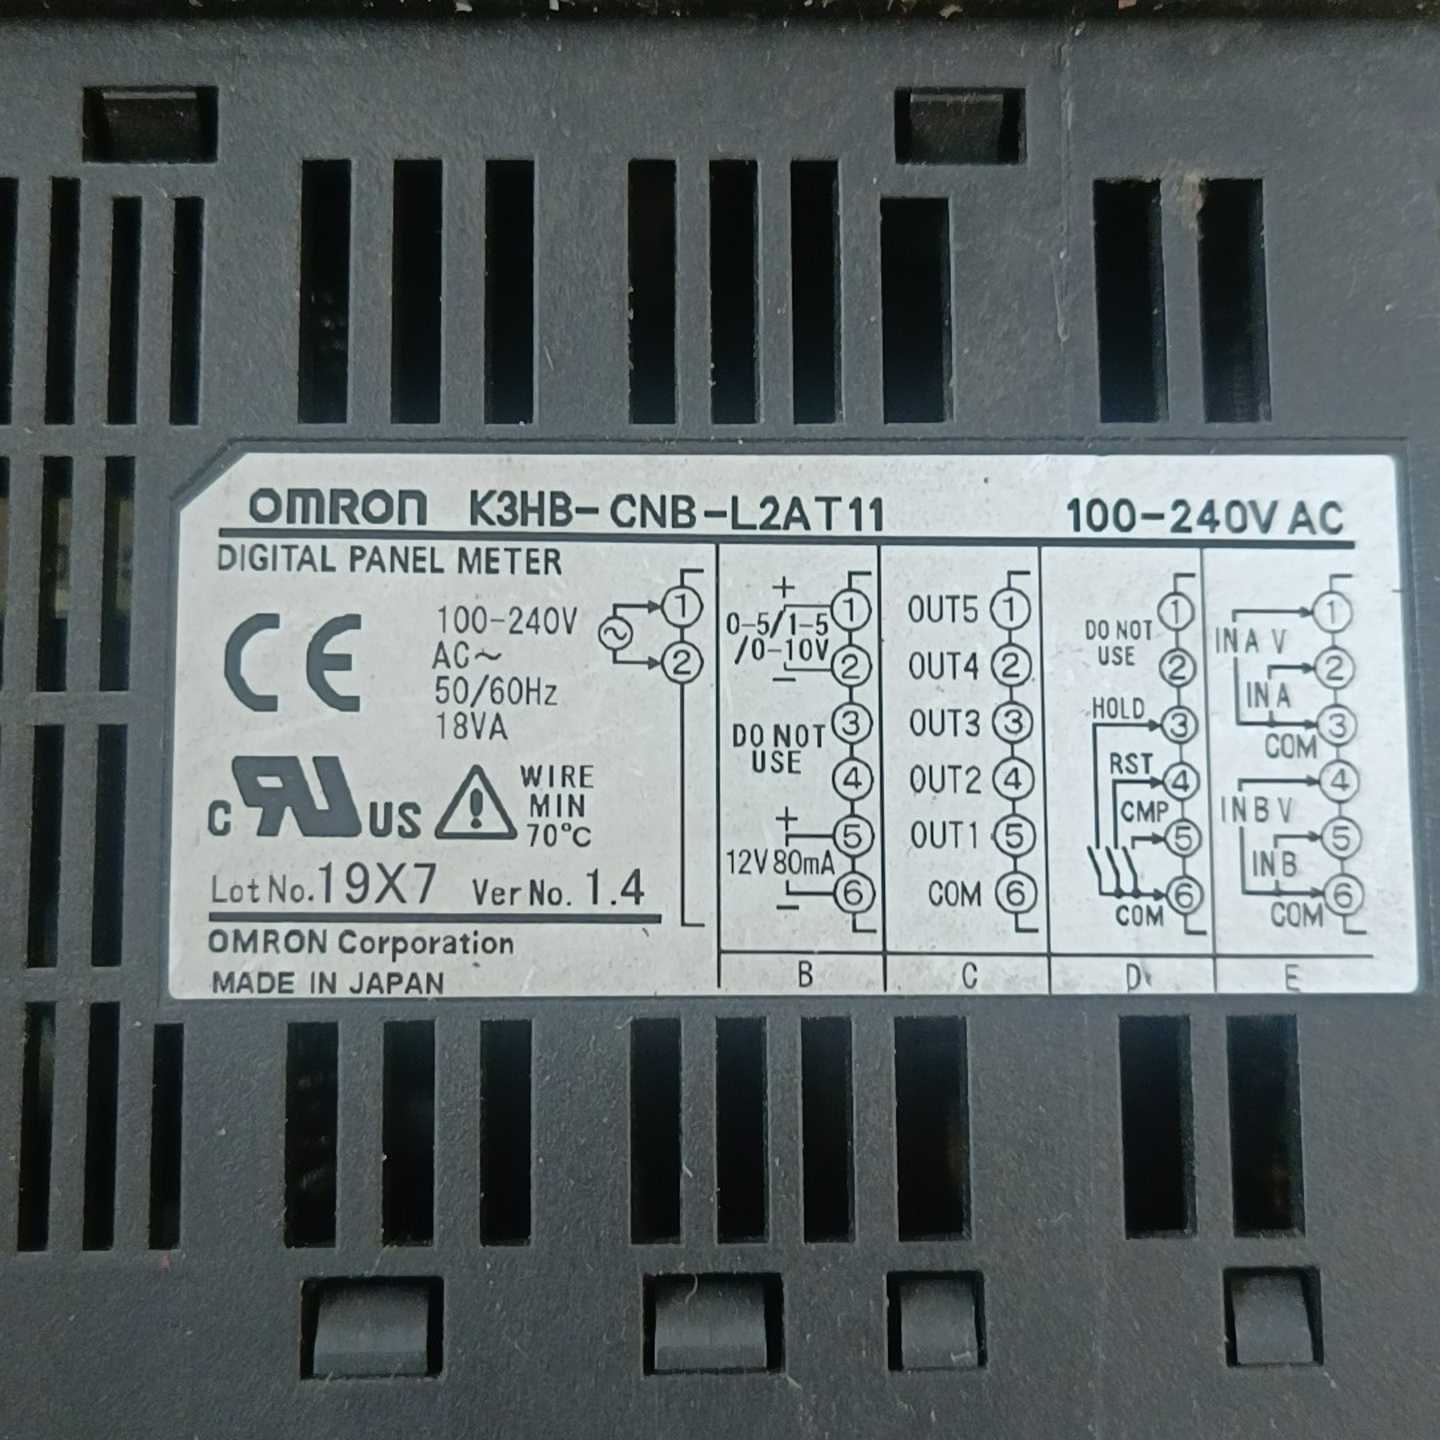 OMRON K3HB-CNB-L2AT11 100-240V AC
DIGITAL PANEL METER
CE
100-240V
AC~
50/60Hz
18VA
C RU US
WIRE
MIN
70°C
Lot No. 19X7 Ver No. 1.4
OMRON Corporation
MADE IN JAPAN
1
2
+
0-5/1-5
/0-10V
−
DO NOT
USE
+
12V 80mA
−
1
2
3
4
5
6
B
OUT5 1
OUT4 2
OUT3 3
OUT2 4
OUT1 5
COM 6
C
DO NOT
USE
HOLD
RST
CMP
COM
1
2
3
4
5
6
D
IN A V
IN A
COM
IN B V
IN B
COM
1
2
3
4
5
6
E